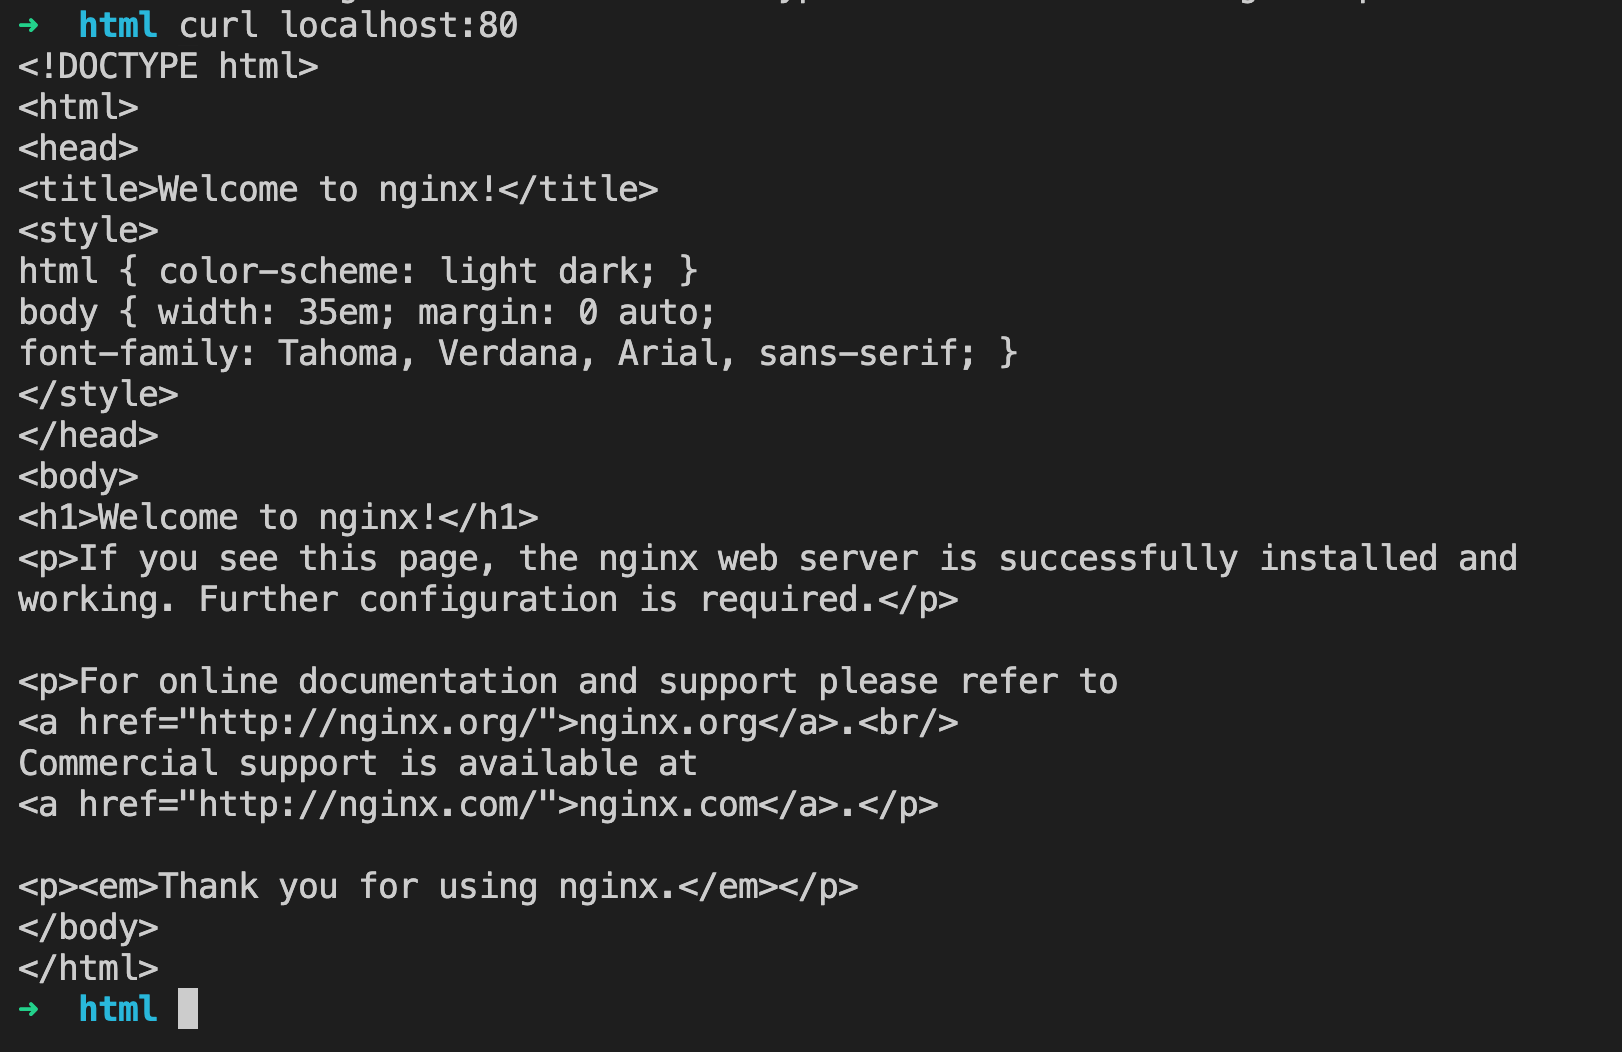 ➜  html curl localhost:80
<!DOCTYPE html>
<html>
<head>
<title>Welcome to nginx!</title>
<style>
html { color-scheme: light dark; }
body { width: 35em; margin: 0 auto;
font-family: Tahoma, Verdana, Arial, sans-serif; }
</style>
</head>
<body>
<h1>Welcome to nginx!</h1>
<p>If you see this page, the nginx web server is successfully installed and
working. Further configuration is required.</p>

<p>For online documentation and support please refer to
<a href="http://nginx.org/">nginx.org</a>.<br/>
Commercial support is available at
<a href="http://nginx.com/">nginx.com</a>.</p>

<p><em>Thank you for using nginx.</em></p>
</body>
</html>
➜  html